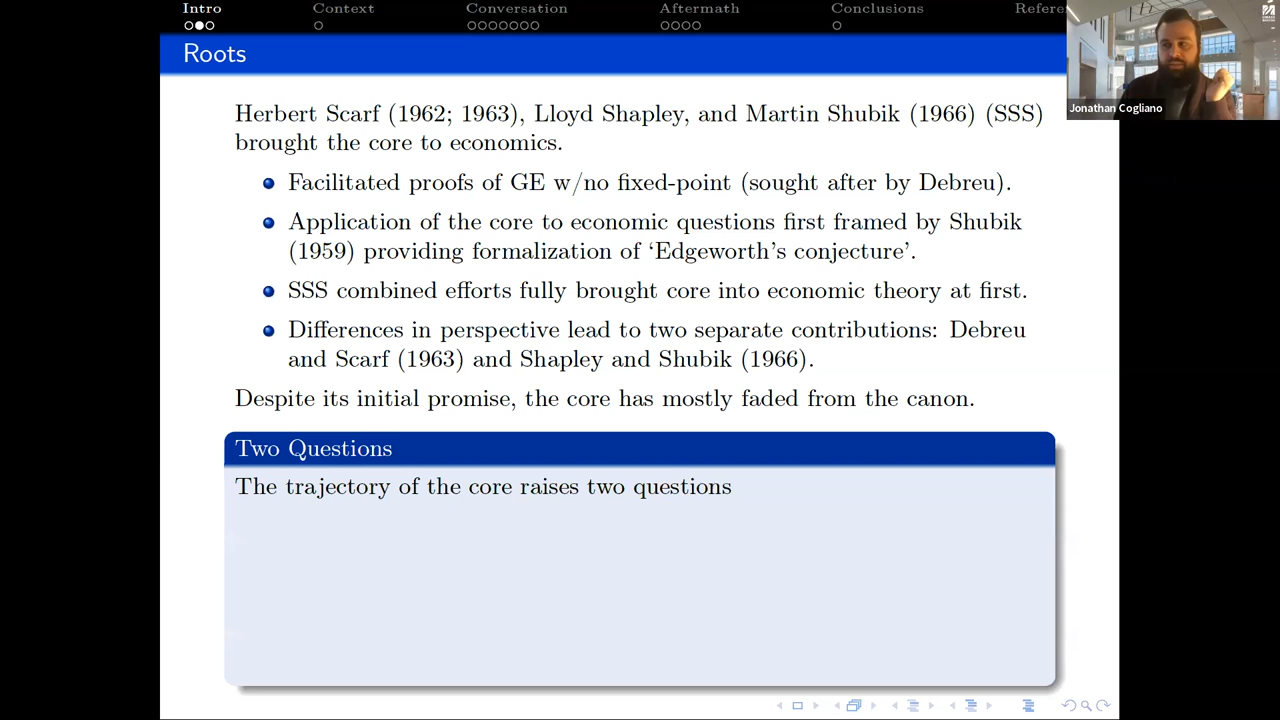 Intro Context Conversation Aftermath Conclusions Refere
Roots
Jonathan Cogliano
Herbert Scarf (1962; 1963), Lloyd Shapley, and Martin Shubik (1966) (SSS)
brought the core to economics.
Facilitated proofs of GE w/no fixed-point (sought after by Debreu).
Application of the core to economic questions first framed by Shubik
(1959) providing formalization of ‘Edgeworth’s conjecture’.
SSS combined efforts fully brought core into economic theory at first.
Differences in perspective lead to two separate contributions: Debreu
and Scarf (1963) and Shapley and Shubik (1966).
Despite its initial promise, the core has mostly faded from the canon.
Two Questions
The trajectory of the core raises two questions